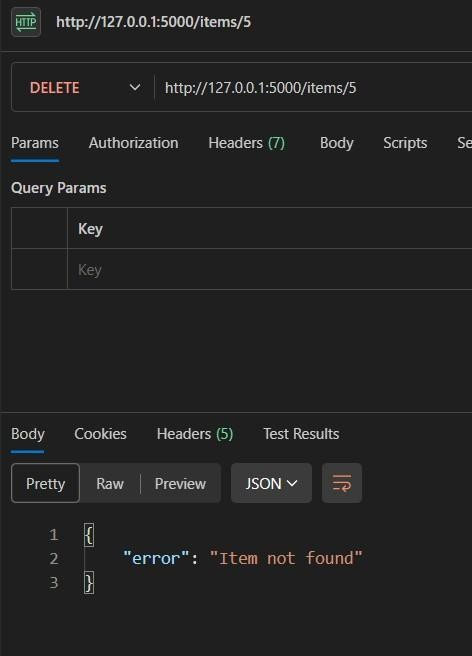 HTTP http://127.0.0.1:5000/items/5
DELETE http://127.0.0.1:5000/items/5
Params Authorization Headers (7) Body Scripts Se
Query Params
Key
Key
Body Cookies Headers (5) Test Results
Pretty Raw Preview JSON
1 {
2 "error": "Item not found"
3 }